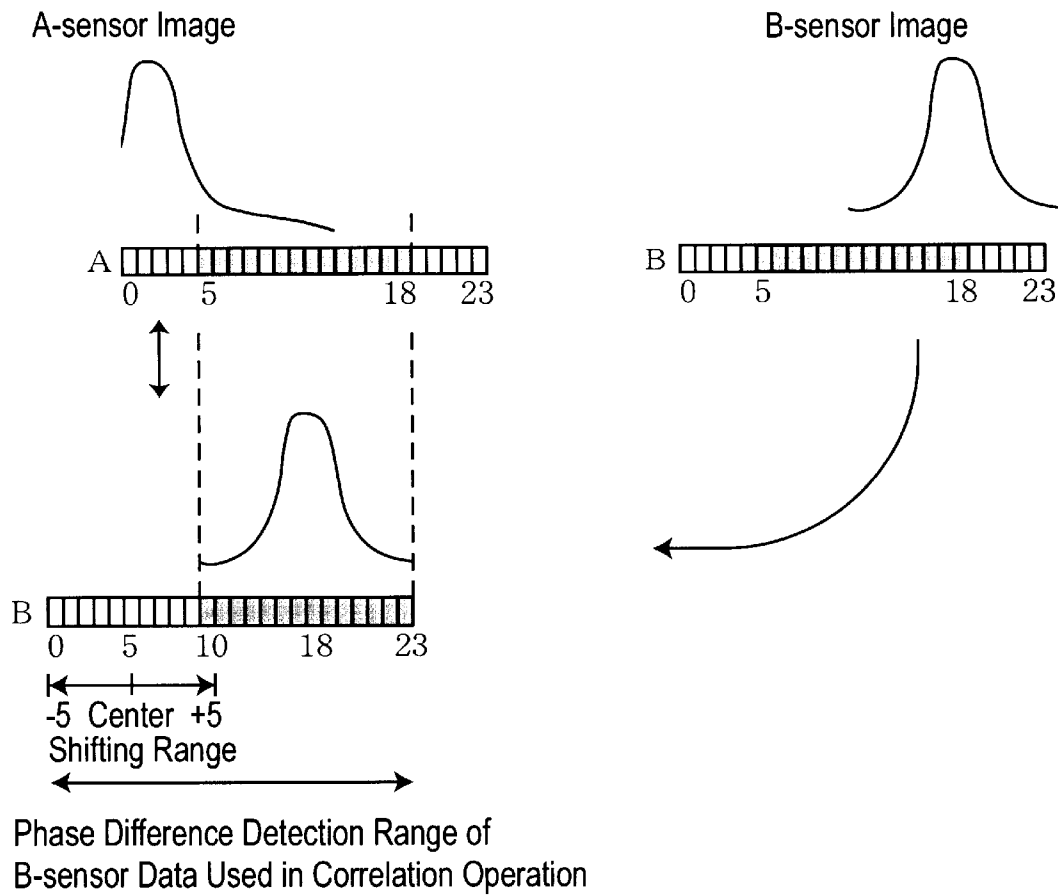 A-sensor Image
B-sensor Image
A
0 5 18 23
B
0 5 18 23
B
0 5 10 18 23
-5 Center +5
Shifting Range
Phase Difference Detection Range of
B-sensor Data Used in Correlation Operation